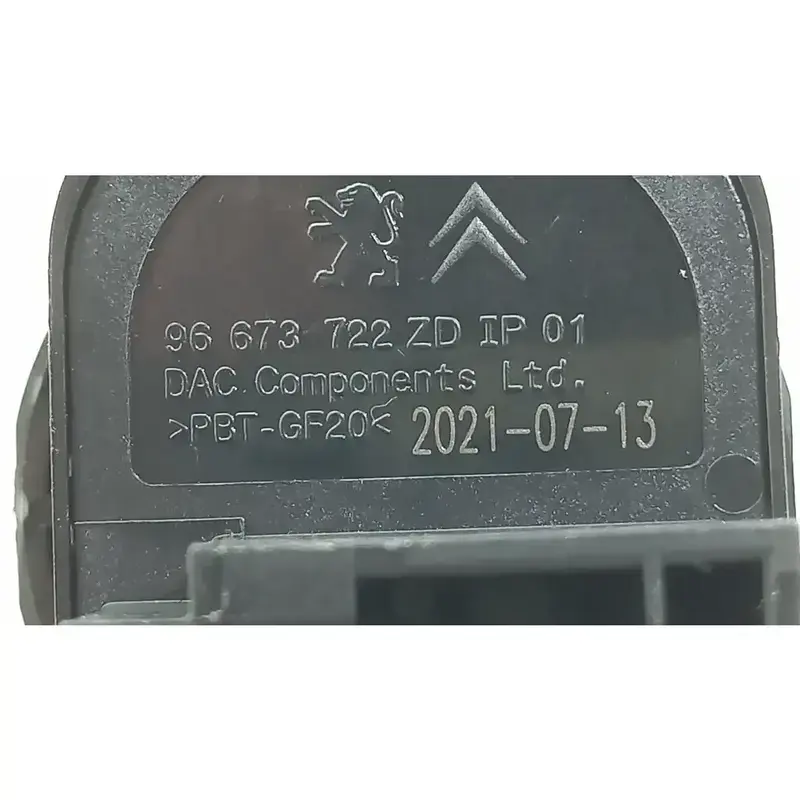 96 673 722 ZD IP 01
DAC. Components Ltd.
>PBT-GF20< 2021-07-13